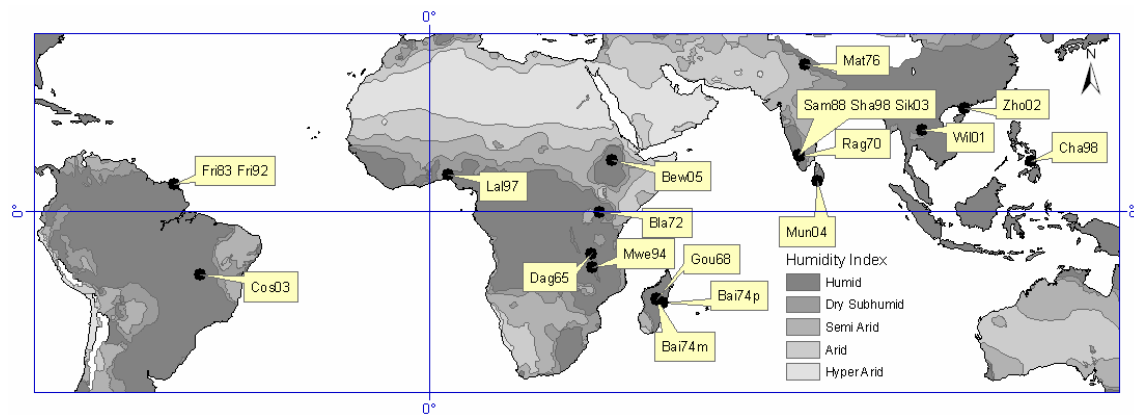 0°
N
Mat76
Sam88 Sha98 Sik03
Zho02
Rag70
Wil01
Cha98
Fri83 Fri92
Lal97
Bew05
0°
0°
Bla72
Mun04
Mwe94
Gou68
Dag65
Cos03
Bai74p
Bai74m
Humidity Index
Humid
Dry Subhumid
Semi Arid
Arid
Hyper Arid
0°